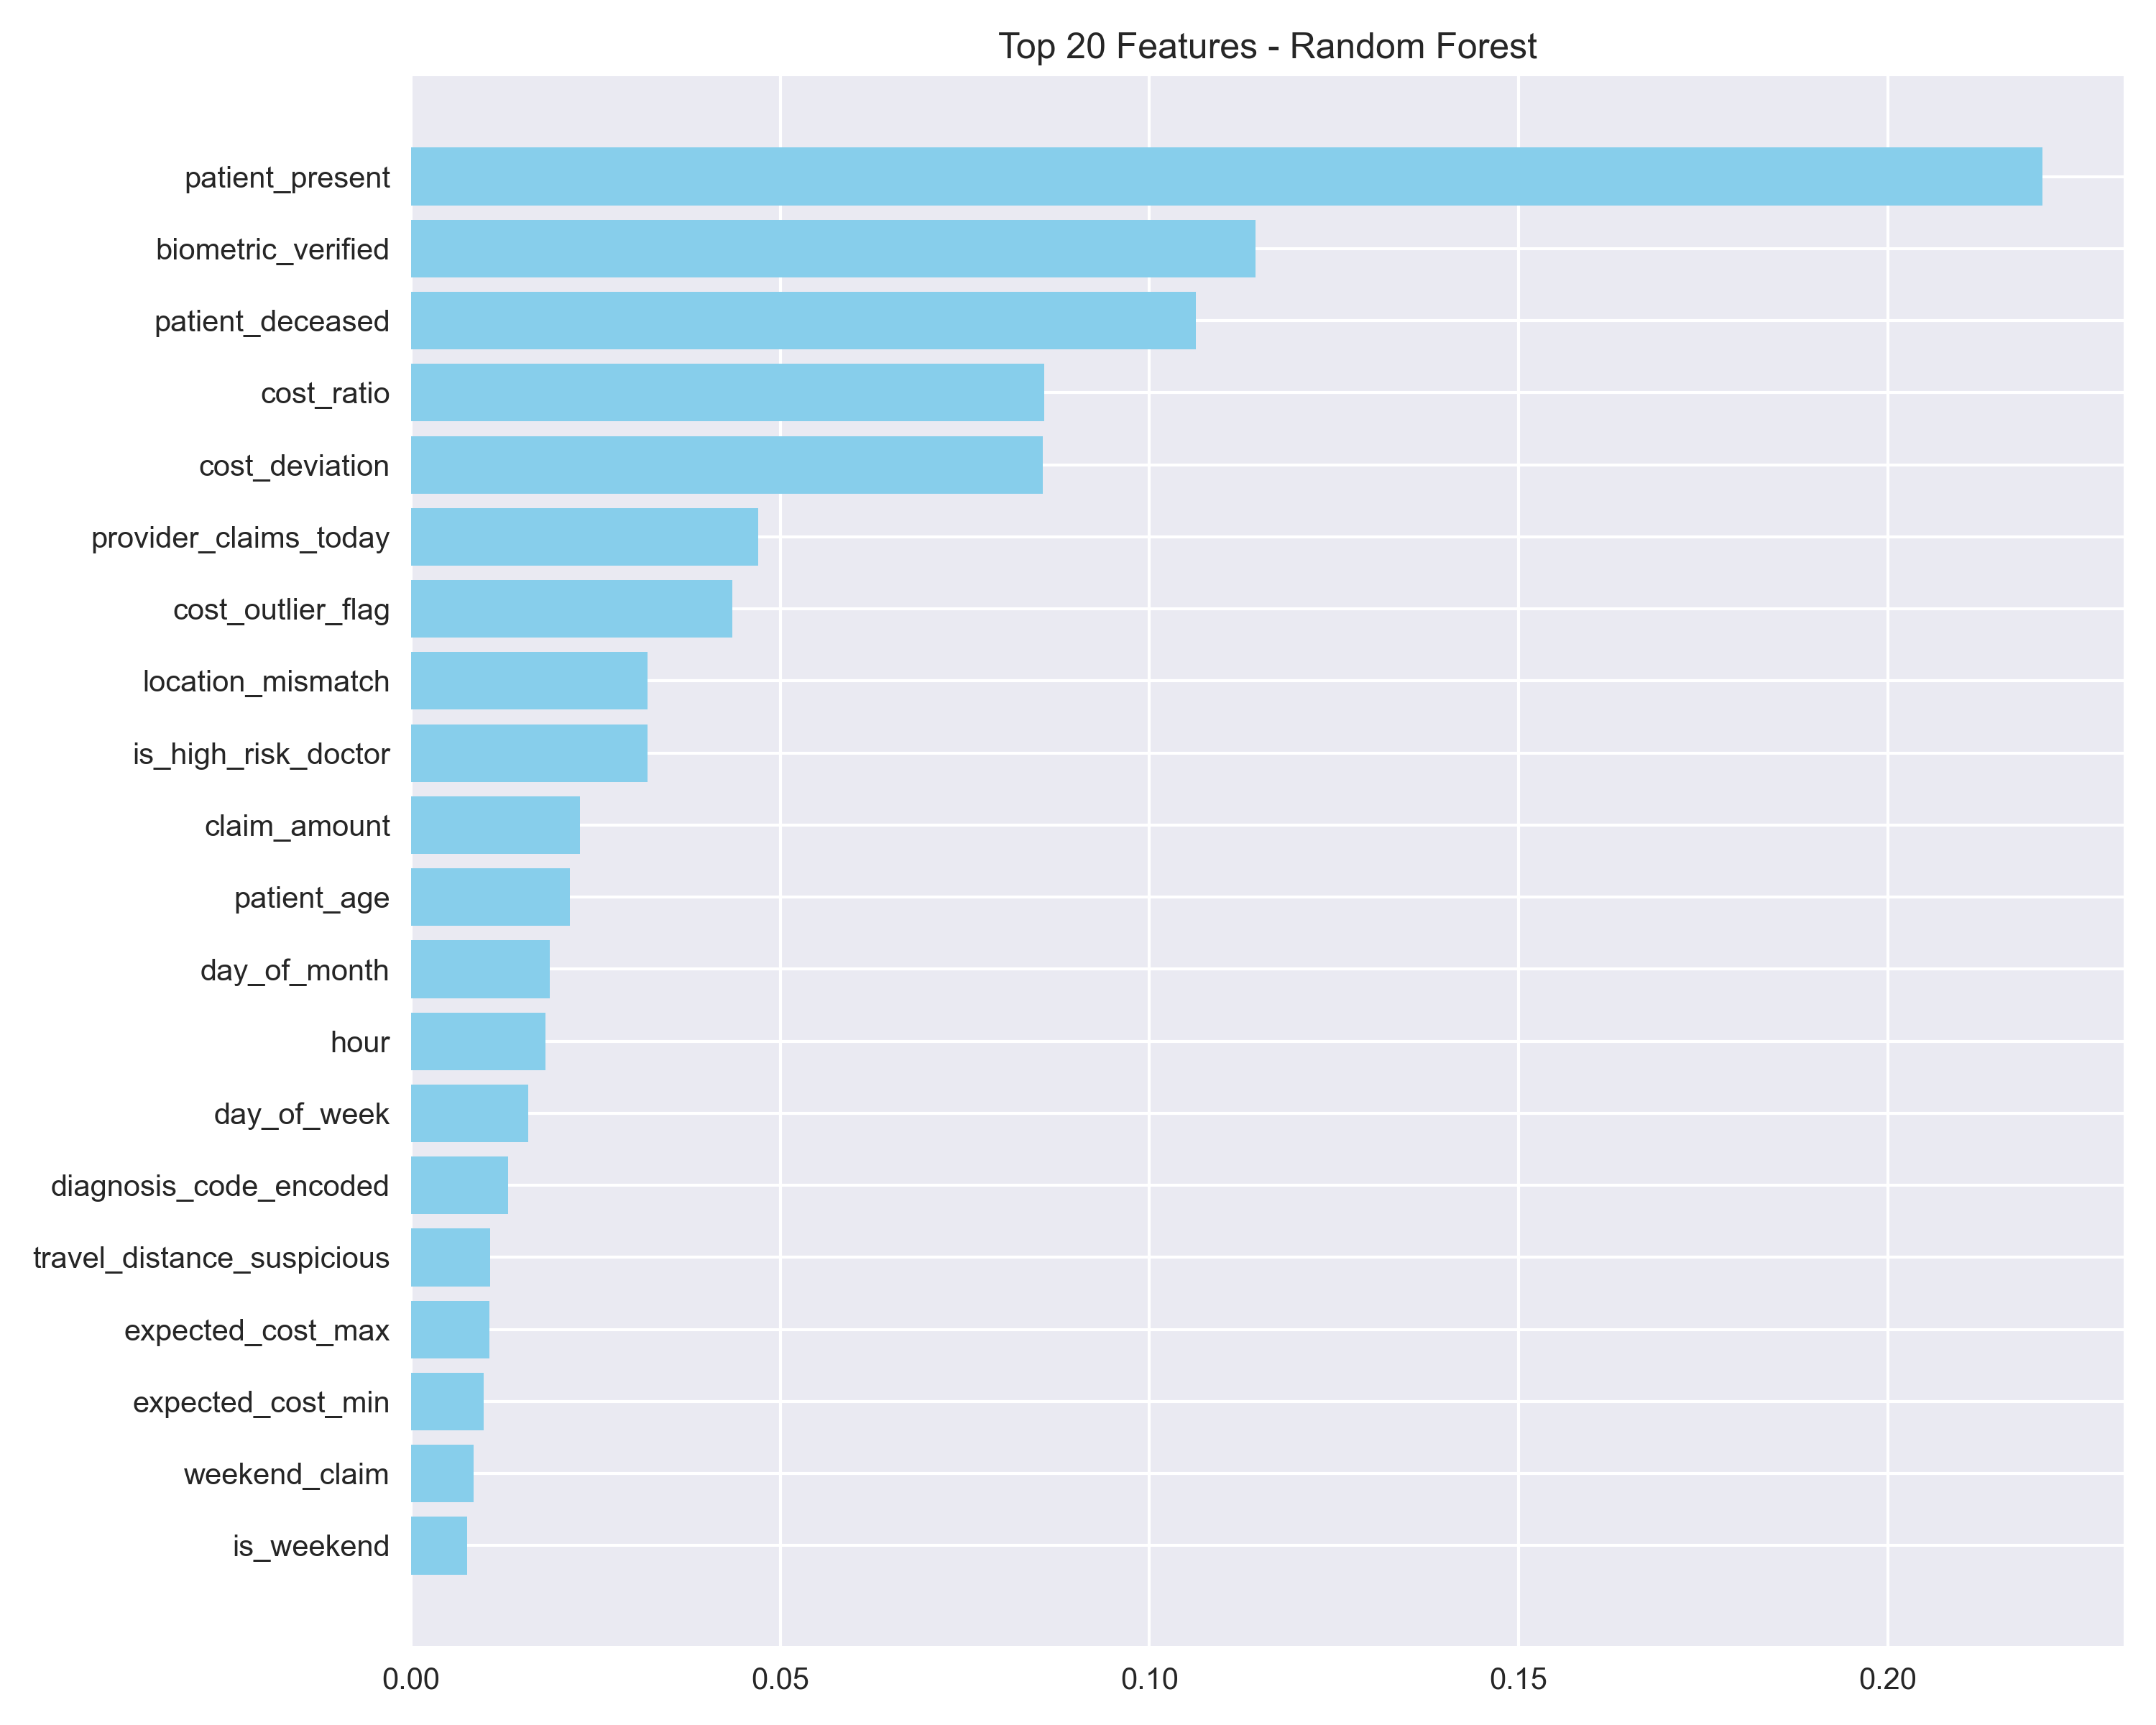 Top 20 Features - Random Forest
patient_present
biometric_verified
patient_deceased
cost_ratio
cost_deviation
provider_claims_today
cost_outlier_flag
location_mismatch
is_high_risk_doctor
claim_amount
patient_age
day_of_month
hour
day_of_week
diagnosis_code_encoded
travel_distance_suspicious
expected_cost_max
expected_cost_min
weekend_claim
is_weekend
0.00 0.05 0.10 0.15 0.20